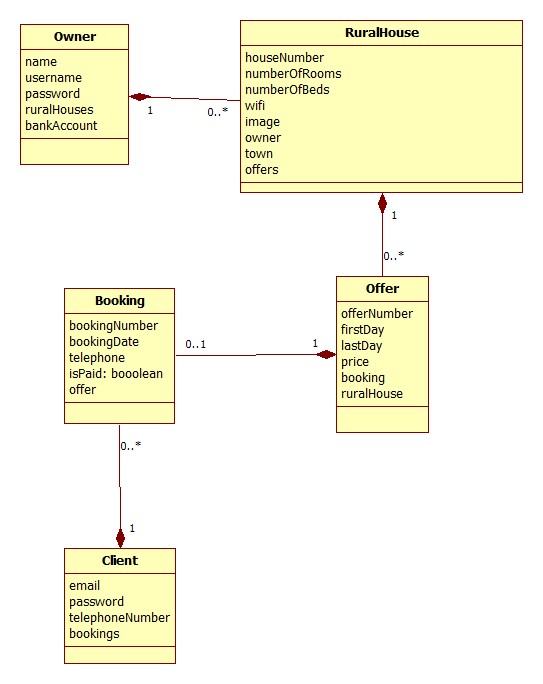 Owner
name
username
password
ruralHouses
bankAccount
1
0..*
RuralHouse
houseNumber
numberOfRooms
numberOfBeds
wifi
image
owner
town
offers
1
0..*
Booking
bookingNumber
bookingDate
telephone
isPaid: booolean
offer
0..1
1
Offer
offerNumber
firstDay
lastDay
price
booking
ruralHouse
0..*
1
Client
email
password
telephoneNumber
bookings